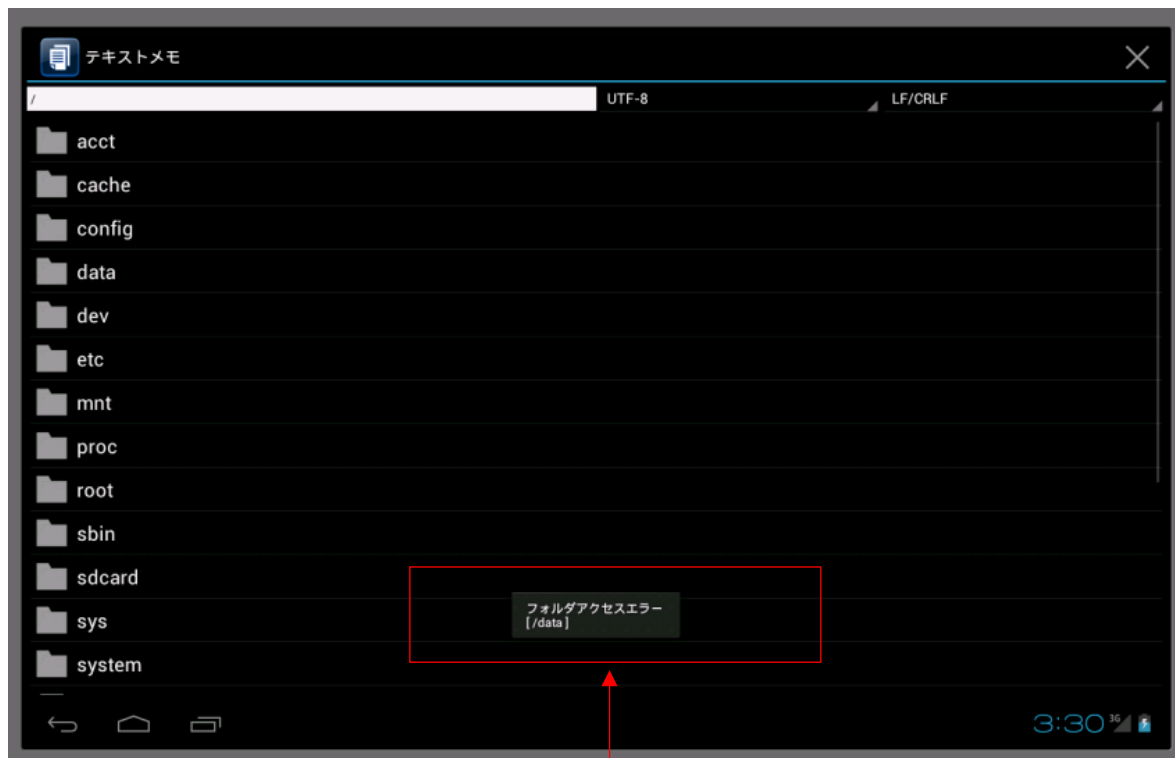 テキストメモ
/
UTF-8
LF/CRLF
acct
cache
config
data
dev
etc
mnt
proc
root
sbin
sdcard
sys
system
フォルダアクセスエラー
[/data]
3:30
3G